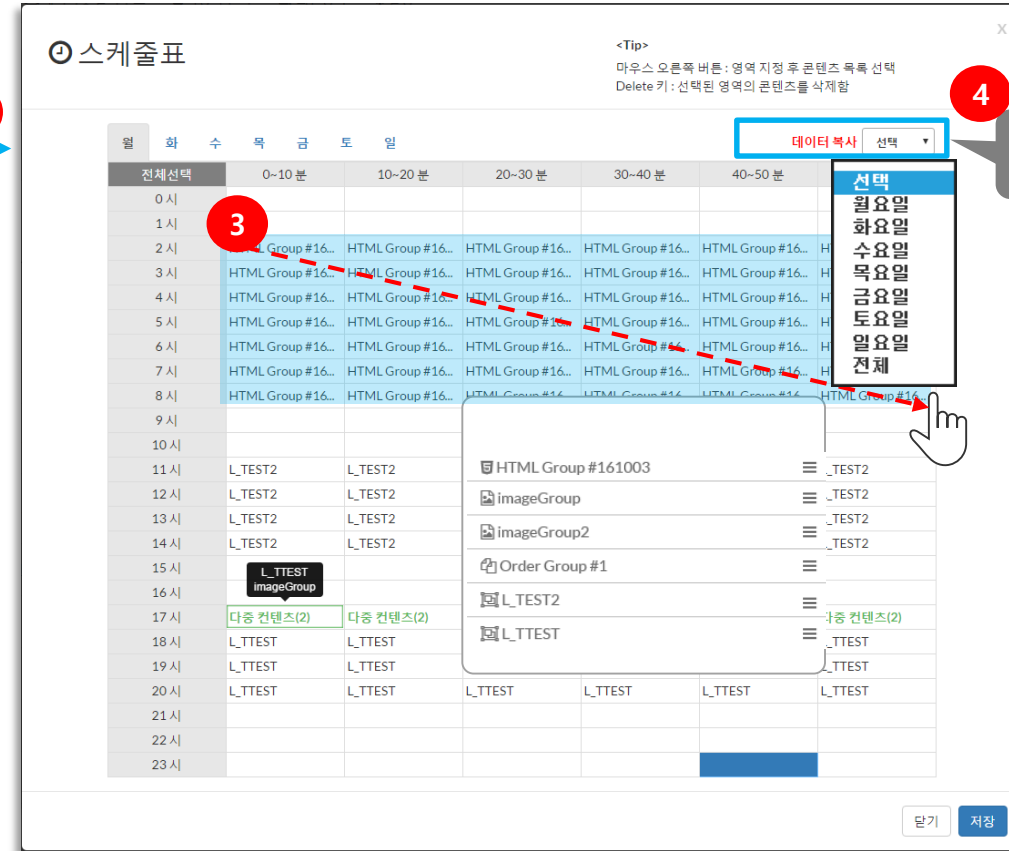 x
스케줄표
<Tip>
마우스 오른쪽 버튼 : 영역 지정 후 콘텐츠 목록 선택
Delete 키 : 선택된 영역의 콘텐츠를 삭제함
4
월 화 수 목 금 토 일
데이터 복사 선택
전체선택 0~10 분 10~20 분 20~30 분 30~40 분 40~50 분
선택
월요일
화요일
수요일
목요일
금요일
토요일
일요일
전체
0 시
1 시
3
2 시 HTML Group #16... HTML Group #16... HTML Group #16... HTML Group #16... H
3 시 HTML Group #16... HTML Group #16... HTML Group #16... HTML Group #16... HTML Group #16... H
4 시 HTML Group #16... HTML Group #16... HTML Group #16... HTML Group #16... HTML Group #16... H
5 시 HTML Group #16... HTML Group #16... HTML Group #16... HTML Group #16... HTML Group #16... H
6 시 HTML Group #16... HTML Group #16... HTML Group #16... HTML Group #16... HTML Group #16... H
7 시 HTML Group #16... HTML Group #16... HTML Group #16... HTML Group #16... HTML Group #16... H
8 시 HTML Group #16... HTML Group #16... HTML Group #16... HTML Group #16... HTML Group #16... HTML Group #16...
9 시
10 시
11 시 L_TEST2 L_TEST2 _TEST2
12 시 L_TEST2 L_TEST2 _TEST2
13 시 L_TEST2 L_TEST2 _TEST2
14 시 L_TEST2 L_TEST2 _TEST2
15 시
16 시
L_TTEST
imageGroup
17 시 다중 컨텐츠(2) 다중 컨텐츠(2) 다중 컨텐츠(2)
18 시 L_TTEST L_TTEST L_TTEST
19 시 L_TTEST L_TTEST L_TTEST
20 시 L_TTEST L_TTEST L_TTEST L_TTEST L_TTEST L_TTEST
21 시
22 시
23 시
HTML Group #161003
imageGroup
imageGroup2
Order Group #1
L_TEST2
L_TTEST
닫기 저장